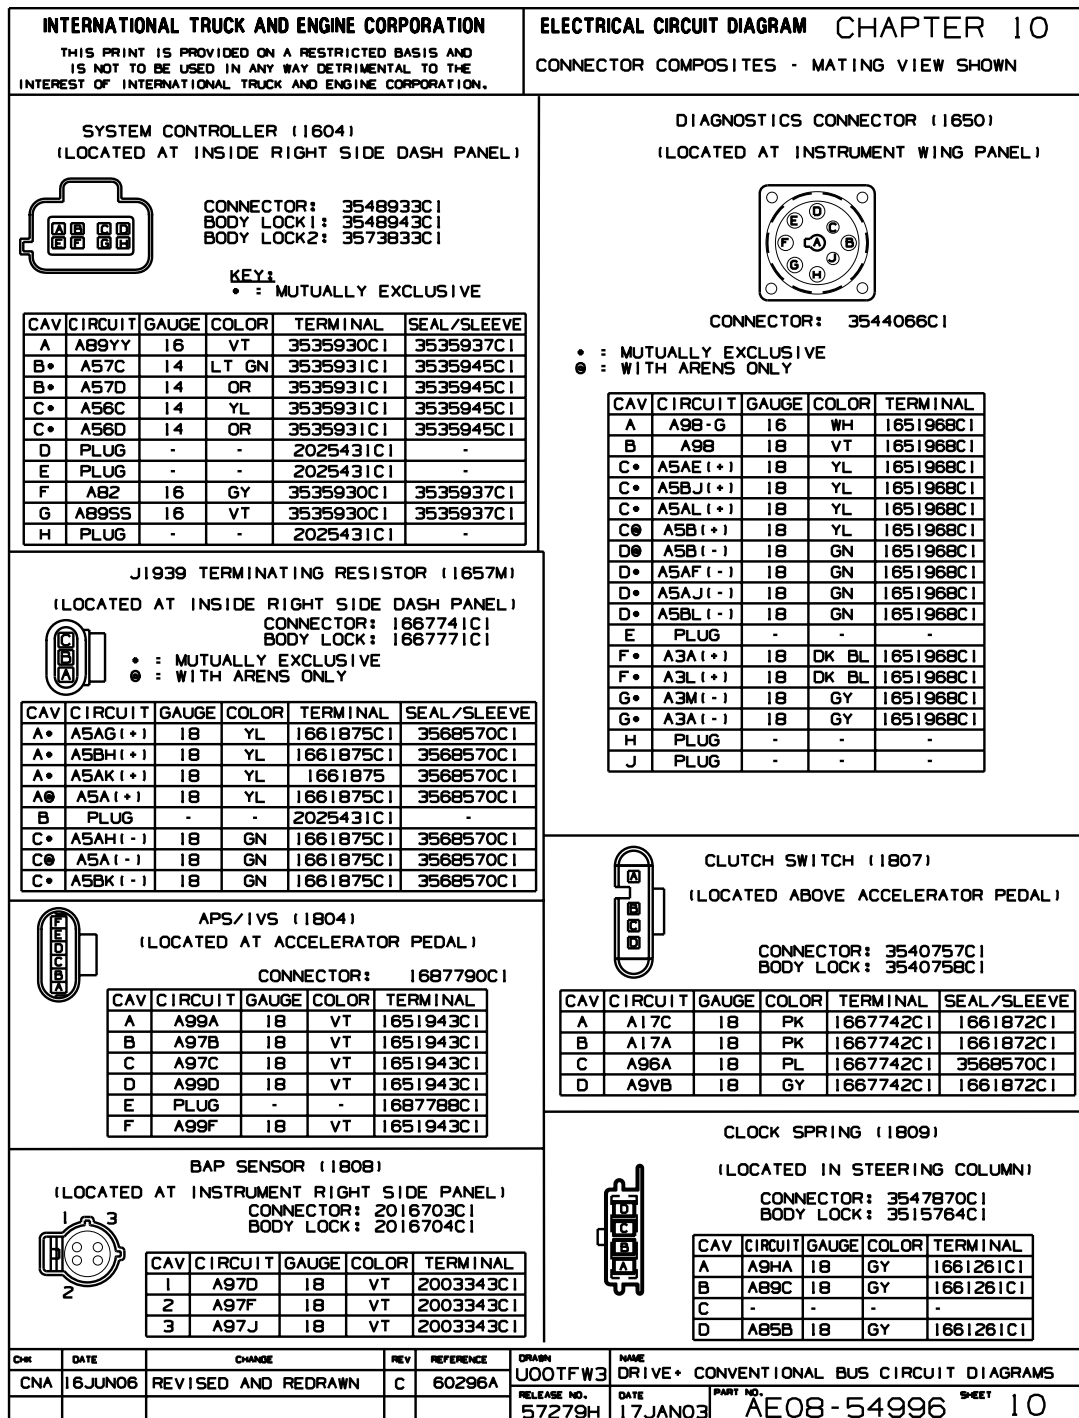 INTERNATIONAL TRUCK AND ENGINE CORPORATION
THIS PRINT IS PROVIDED ON A RESTRICTED BASIS AND
IS NOT TO BE USED IN ANY WAY DETRIMENTAL TO THE
INTEREST OF INTERNATIONAL TRUCK AND ENGINE CORPORATION.
ELECTRICAL CIRCUIT DIAGRAM CHAPTER 10
CONNECTOR COMPOSITES - MATING VIEW SHOWN
SYSTEM CONTROLLER (1604)
(LOCATED AT INSIDE RIGHT SIDE DASH PANEL)
A B C D
E F G H
CONNECTOR: 3548933C1
BODY LOCK1: 3548943C1
BODY LOCK2: 3573833C1
KEY:
• = MUTUALLY EXCLUSIVE
CAV CIRCUIT GAUGE COLOR TERMINAL SEAL/SLEEVE
A A89YY 16 VT 3535930C1 3535937C1
B• A57C 14 LT GN 3535931C1 3535945C1
B• A57D 14 OR 3535931C1 3535945C1
C• A56C 14 YL 3535931C1 3535945C1
C• A56D 14 OR 3535931C1 3535945C1
D PLUG - - 2025431C1 -
E PLUG - - 2025431C1 -
F A82 16 GY 3535930C1 3535937C1
G A89SS 16 VT 3535930C1 3535937C1
H PLUG - - 2025431C1 -
J1939 TERMINATING RESISTOR (1657M)
(LOCATED AT INSIDE RIGHT SIDE DASH PANEL)
CONNECTOR: 1667741C1
BODY LOCK: 1667771C1
C
B
A
• = MUTUALLY EXCLUSIVE
@ = WITH ARENS ONLY
CAV CIRCUIT GAUGE COLOR TERMINAL SEAL/SLEEVE
A• A5AG(+) 18 YL 1661875C1 3568570C1
A• A5BH(+) 18 YL 1661875C1 3568570C1
A• A5AK(+) 18 YL 1661875 3568570C1
A@ A5A(+) 18 YL 1661875C1 3568570C1
B PLUG - - 2025431C1 -
C• A5AH(-) 18 GN 1661875C1 3568570C1
C@ A5A(-) 18 GN 1661875C1 3568570C1
C• A5BK(-) 18 GN 1661875C1 3568570C1
APS/IVS (1804)
(LOCATED AT ACCELERATOR PEDAL)
F
E
D
C
B
A
CONNECTOR: 1687790C1
CAV CIRCUIT GAUGE COLOR TERMINAL
A A99A 18 VT 1651943C1
B A97B 18 VT 1651943C1
C A97C 18 VT 1651943C1
D A99D 18 VT 1651943C1
E PLUG - - 1687788C1
F A99F 18 VT 1651943C1
BAP SENSOR (1808)
(LOCATED AT INSTRUMENT RIGHT SIDE PANEL)
CONNECTOR: 2016703C1
BODY LOCK: 2016704C1
1 3
2
CAV CIRCUIT GAUGE COLOR TERMINAL
1 A97D 18 VT 2003343C1
2 A97F 18 VT 2003343C1
3 A97J 18 VT 2003343C1
DIAGNOSTICS CONNECTOR (1650)
(LOCATED AT INSTRUMENT WING PANEL)
D
E C
F A B
G J
H
CONNECTOR: 3544066C1
• = MUTUALLY EXCLUSIVE
@ = WITH ARENS ONLY
CAV CIRCUIT GAUGE COLOR TERMINAL
A A98-G 16 WH 1651968C1
B A98 18 VT 1651968C1
C• A5AE(+) 18 YL 1651968C1
C• A5BJ(+) 18 YL 1651968C1
C• A5AL(+) 18 YL 1651968C1
C@ A5B(+) 18 YL 1651968C1
D@ A5B(-) 18 GN 1651968C1
D• A5AF(-) 18 GN 1651968C1
D• A5AJ(-) 18 GN 1651968C1
D• A5BL(-) 18 GN 1651968C1
E PLUG - - -
F• A3A(+) 18 DK BL 1651968C1
F• A3L(+) 18 DK BL 1651968C1
G• A3M(-) 18 GY 1651968C1
G• A3A(-) 18 GY 1651968C1
H PLUG - - -
J PLUG - - -
CLUTCH SWITCH (1807)
(LOCATED ABOVE ACCELERATOR PEDAL)
A
B
C
D
CONNECTOR: 3540757C1
BODY LOCK: 3540758C1
CAV CIRCUIT GAUGE COLOR TERMINAL SEAL/SLEEVE
A A17C 18 PK 1667742C1 1661872C1
B A17A 18 PK 1667742C1 1661872C1
C A96A 18 PL 1667742C1 3568570C1
D A9VB 18 GY 1667742C1 1661872C1
CLOCK SPRING (1809)
(LOCATED IN STEERING COLUMN)
D
C
B
A
CONNECTOR: 3547870C1
BODY LOCK: 3515764C1
CAV CIRCUIT GAUGE COLOR TERMINAL
A A9HA 18 GY 1661261C1
B A89C 18 GY 1661261C1
C - - - -
D A85B 18 GY 1661261C1
CHK DATE CHANGE REV REFERENCE
CNA 16JUN06 REVISED AND REDRAWN C 60296A
DRAWN
U00TFW3
NAME
DRIVE+ CONVENTIONAL BUS CIRCUIT DIAGRAMS
RELEASE NO.
57279H
DATE
17JAN03
PART NO.
AE08-54996
SHEET
10